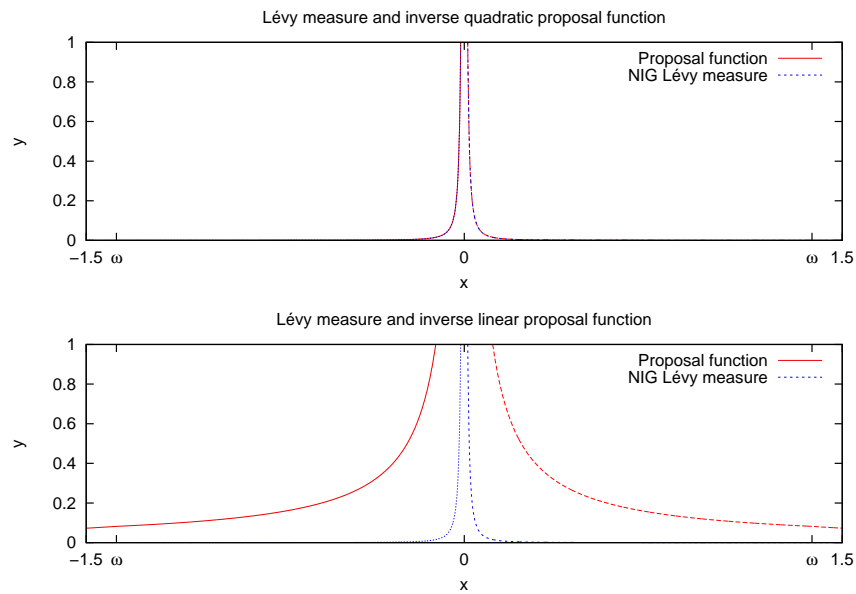 Lévy measure and inverse quadratic proposal function
1
Proposal function
NIG Lévy measure
0.8
0.6
y
0.4
0.2
0
−1.5 ω 0 ω 1.5
x
Lévy measure and inverse linear proposal function
1
Proposal function
NIG Lévy measure
0.8
0.6
y
0.4
0.2
0
−1.5 ω 0 ω 1.5
x